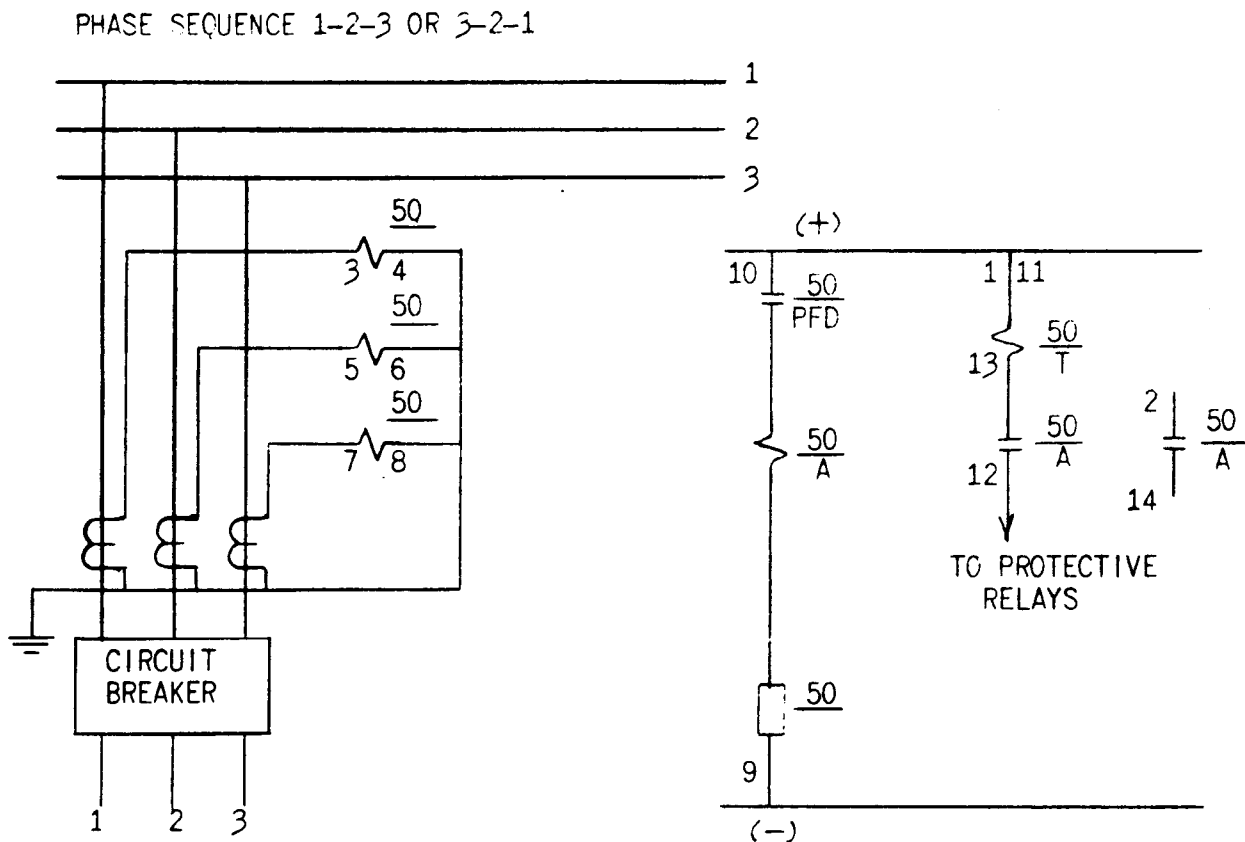 PHASE SEQUENCE 1-2-3 OR 3-2-1
1
2
3
50
3 4
50
5 6
50
7 8
CIRCUIT
BREAKER
1 2 3
(+)
10
50
PFD
1 11
13
50
T
50
A
12
50
A
2
50
A
14
TO PROTECTIVE
RELAYS
50
9
(-)